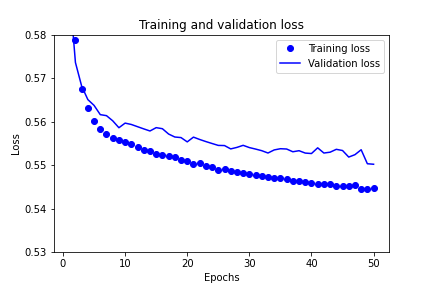 Training and validation loss
Training loss
Validation loss
0.58
0.57
0.56
0.55
0.54
0.53
Loss
0
10
20
30
40
50
Epochs